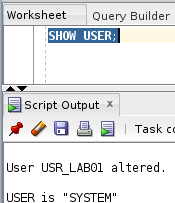 Worksheet Query Builder
SHOW USER;
Script Output x
Task co
User USR_LAB01 altered.
USER is "SYSTEM"